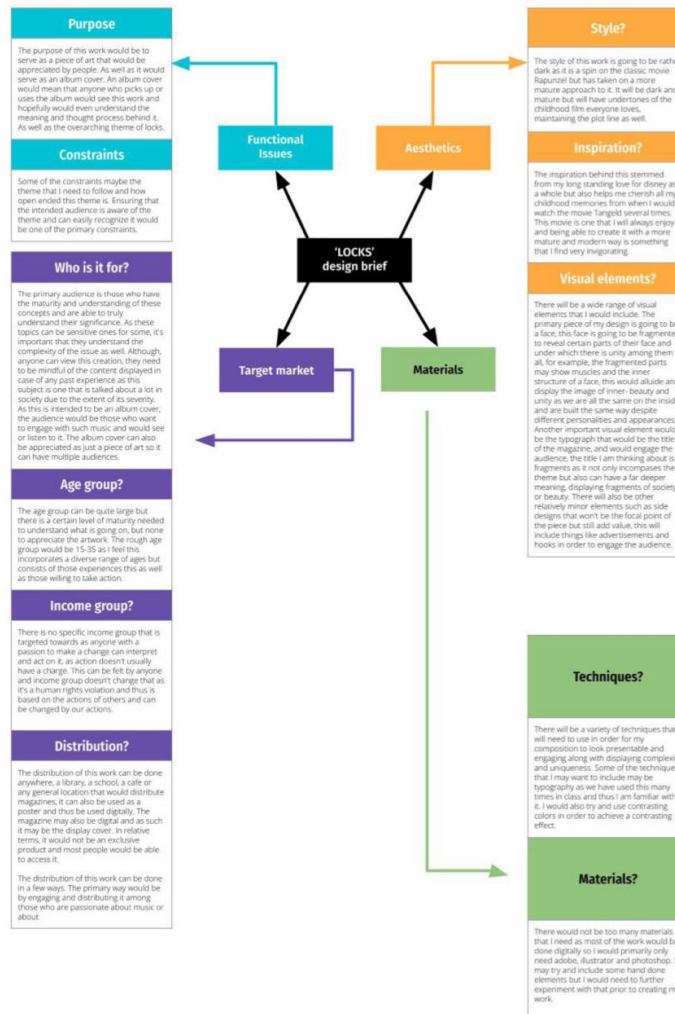 Purpose
The purpose of this work would be to
serve as a piece of art that would be
appreciated by people. As well as it would
serve as an album cover. An album cover
would mean that anyone who picks up or
uses the album would see this work and
hopefully would even understand the
meaning and thought process behind it.
As well as the overarching theme of locks.
Constraints
Some of the constraints maybe the
theme that I need to follow and how
open ended this theme is. Ensuring that
the intended audience is aware of the
theme and can easily recognize it would
be one of the primary constraints.
Who is it for?
The primary audience is those who have
the maturity and understanding of these
concepts and are able to truly
understand their significance. As these
topics can be sensitive ones for some, it's
important that they understand the
complexity of the issue as well. Although,
anyone can view this creation, they need
to be mindful of the content displayed in
case of any past experience as this
subject is one that is talked about a lot in
society due to the extent of its severity.
As this is intended to be an album cover,
the audience would be those who want
to engage with such music and would see
or listen to it. The album cover can also
be appreciated as just a piece of art so it
can have multiple audiences.
Age group?
The age group can be quite large but
there is a certain level of maturity needed
to understand what is going on, but none
to appreciate the artwork. The rough age
group would be 15-35 as I feel this
incorporates a diverse range of ages but
consists of those experiences this as well
as those willing to take action.
Income group?
There is no specific income group that is
targeted towards as anyone with a
passion to make a change can interpret
and act on it, as action doesn't usually
have a charge. This can be felt by anyone
and income group doesn't change that as
it's a human rights violation and thus is
based on the actions of others and can
be changed by our actions.
Distribution?
The distribution of this work can be done
anywhere, a library, a school, a cafe or
any general location that would distribute
magazines, it can also be used as a
poster and thus be used digitally. The
magazine may also be digital and as such
it may be the display cover. In relative
terms, it would not be an exclusive
product and most people would be able
to access it.
The distribution of this work can be done
in a few ways. The primary way would be
by engaging and distributing it among
those who are passionate about music or
about
Functional
Issues
Aesthetics
'LOCKS'
design brief
Target market
Materials
Style?
The style of this work is going to be rathe
dark as it is a spin on the classic movie
Rapunzel but has taken on a more
mature approach to it. It will be dark and
mature but will have undertones of the
childhood film everyone loves,
maintaining the plot line as well.
Inspiration?
The inspiration behind this stemmed
from my long standing love for disney as
a whole but also helps me cherish all my
childhood memories from when I would
watch the movie Tangeld several times.
This movie is one that I will always enjoy
and being able to create it with a more
mature and modern way is something
that I find very invigorating.
Visual elements?
There will be a wide range of visual
elements that I would include. The
primary piece of my design is going to be
a face, this face is going to be fragmente
to reveal certain parts of their face and
under which there is unity among them
all, for example, the fragmented parts
may show muscles and the inner
structure of a face, this would alluide an
display the image of inner- beauty and
unity as we are all the same on the insid
and are built the same way despite
different personalities and appearances
Another important visual element would
be the typograph that would be the title
of the magazine, and would engage the
audience, the title I am thinking about is
fragments as it not only incompases the
theme but also can have a far deeper
meaning, displaying fragments of society
or beauty. There will also be other
relatively minor elements such as side
designs that won't be the focal point of
the piece but still add value, this will
include things like advertisements and
hooks in order to engage the audience.
Techniques?
There will be a variety of techniques that
will need to use in order for my
composition to look presentable and
engaging along with displaying complexi
and uniqueness. Some of the technique
that I may want to include may be
typography as we have used this many
times in class and thus I am familiar with
it. I would also try and use contrasting
colors in order to achieve a contrasting
effect.
Materials?
There would not be too many materials
that I need as most of the work would be
done digitally so I would primarily only
need adobe, illustrator and photoshop.
may try and include some hand done
elements but I would need to further
experiment with that prior to creating m
work.